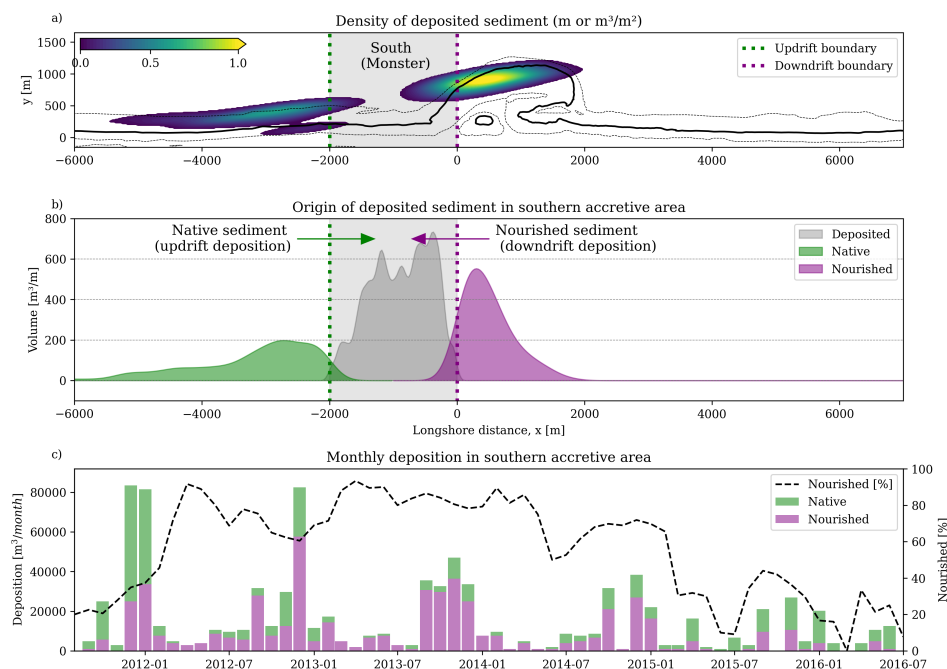 a)
Density of deposited sediment (m or m³/m²)
0.0 0.5 1.0
South
(Monster)
Updrift boundary
Downdrift boundary
y [m]
1500
1000
500
0
−6000 −4000 −2000 0 2000 4000 6000
b)
Origin of deposited sediment in southern accretive area
Native sediment
(updrift deposition)
Nourished sediment
(downdrift deposition)
Deposited
Native
Nourished
Volume [m³/m]
800
600
400
200
0
−6000 −4000 −2000 0 2000 4000 6000
Longshore distance, x [m]
c)
Monthly deposition in southern accretive area
Nourished [%]
Native
Nourished
Deposition [m³/month]
80000
60000
40000
20000
0
100
80
60
40
20
0
Nourished [%]
2012-01 2012-07 2013-01 2013-07 2014-01 2014-07 2015-01 2015-07 2016-01 2016-07